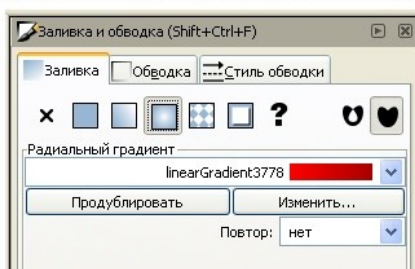 Заливка и обводка (Shift+Ctrl+F)
Заливка Обводка Стиль обводки
?
Радиальный градиент
linearGradient3778
Продублировать Изменить...
Повтор: нет